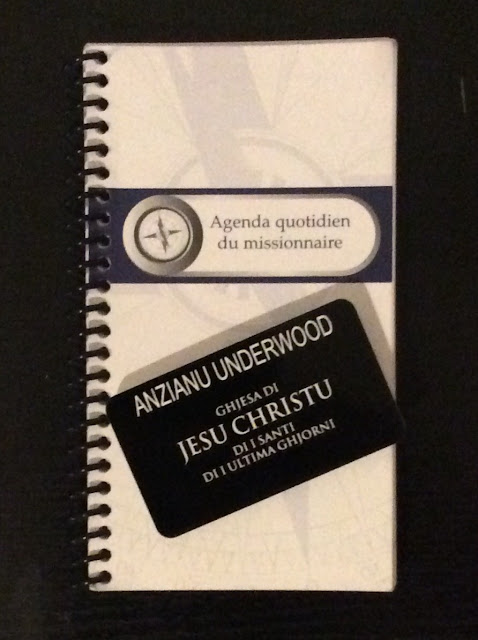 Agenda quotidien
du missionnaire
ANZIANU UNDERWOOD
GHJESA DI
JESU CHRISTU
DI I SANTI
DI I ULTIMA GHJORNI